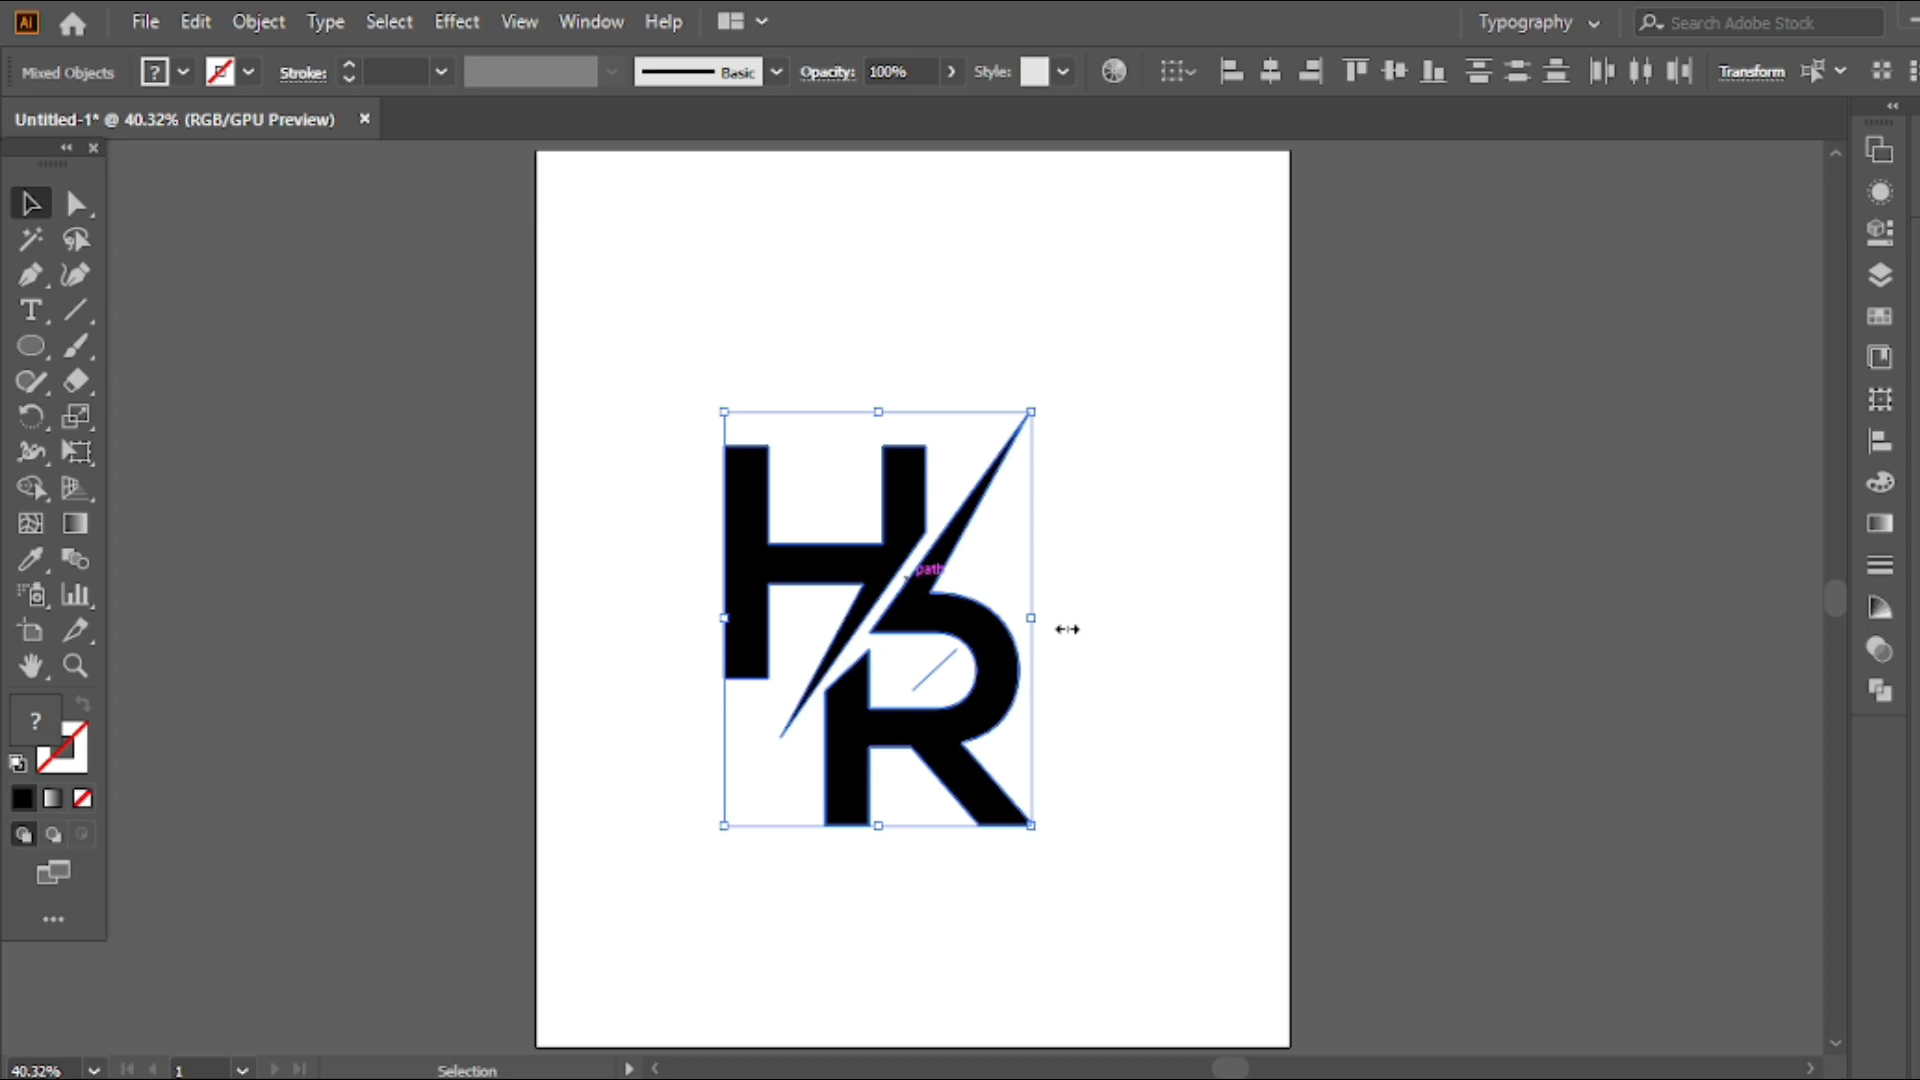 Ai File Edit Object Type Select Effect View Window Help Typography Search Adobe Stock
Mixed Objects ? Stroke: Basic Opacity: 100% Style: Transform
Untitled-1* @ 40.32% (RGB/GPU Preview)
H
path
R
?
40.32% 1 Selection